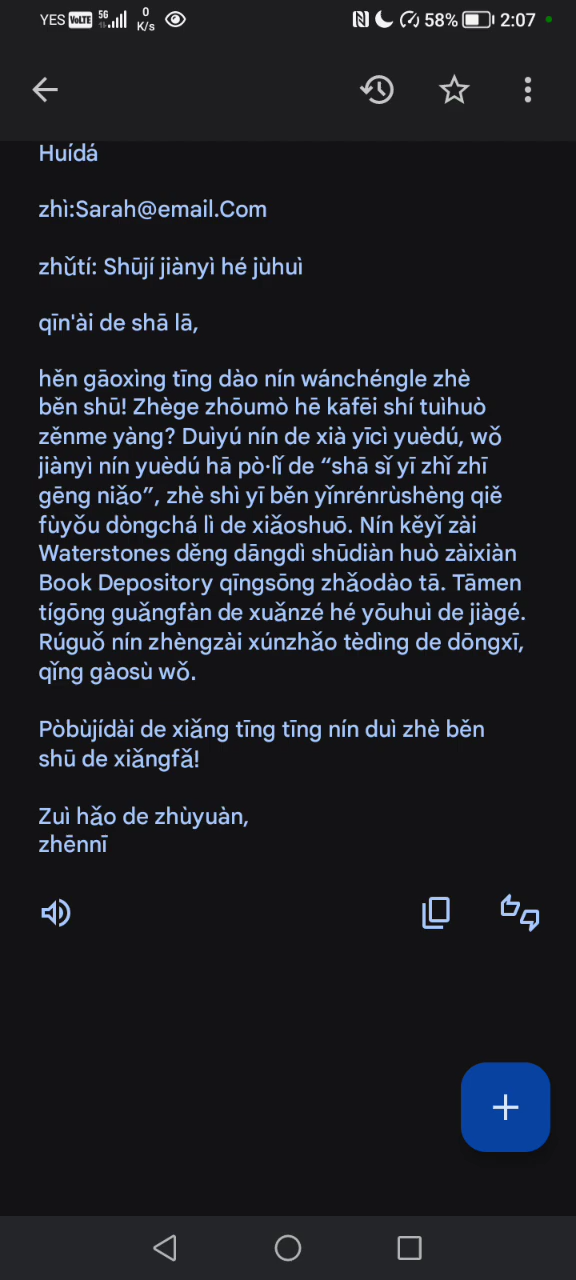 YES VoLTE 5G 0 K/s 58% 2:07
Huídá
zhì:Sarah@email.Com
zhǔtí: Shūjí jiànyì hé jùhuì
qīn'ài de shā lā,
hěn gāoxìng tīng dào nín wánchéngle zhè
běn shū! Zhège zhōumò hē kāfēi shí tuìhuò
zěnme yàng? Duìyú nín de xià yīcì yuèdú, wǒ
jiànyì nín yuèdú hā pò·lǐ de “shā sǐ yī zhǐ zhī
gēng niǎo”, zhè shì yī běn yǐnrénrùshèng qiě
fùyǒu dòngchá lì de xiǎoshuō. Nín kěyǐ zài
Waterstones děng dāngdì shūdiàn huò zàixiàn
Book Depository qīngsōng zhǎodào tā. Tāmen
tígōng guǎngfàn de xuǎnzé hé yōuhuì de jiàgé.
Rúguǒ nín zhèngzài xúnzhǎo tèdìng de dōngxī,
qǐng gàosù wǒ.
Pòbùjídài de xiǎng tīng tīng nín duì zhè běn
shū de xiǎngfǎ!
Zuì hǎo de zhùyuàn,
zhēnnī